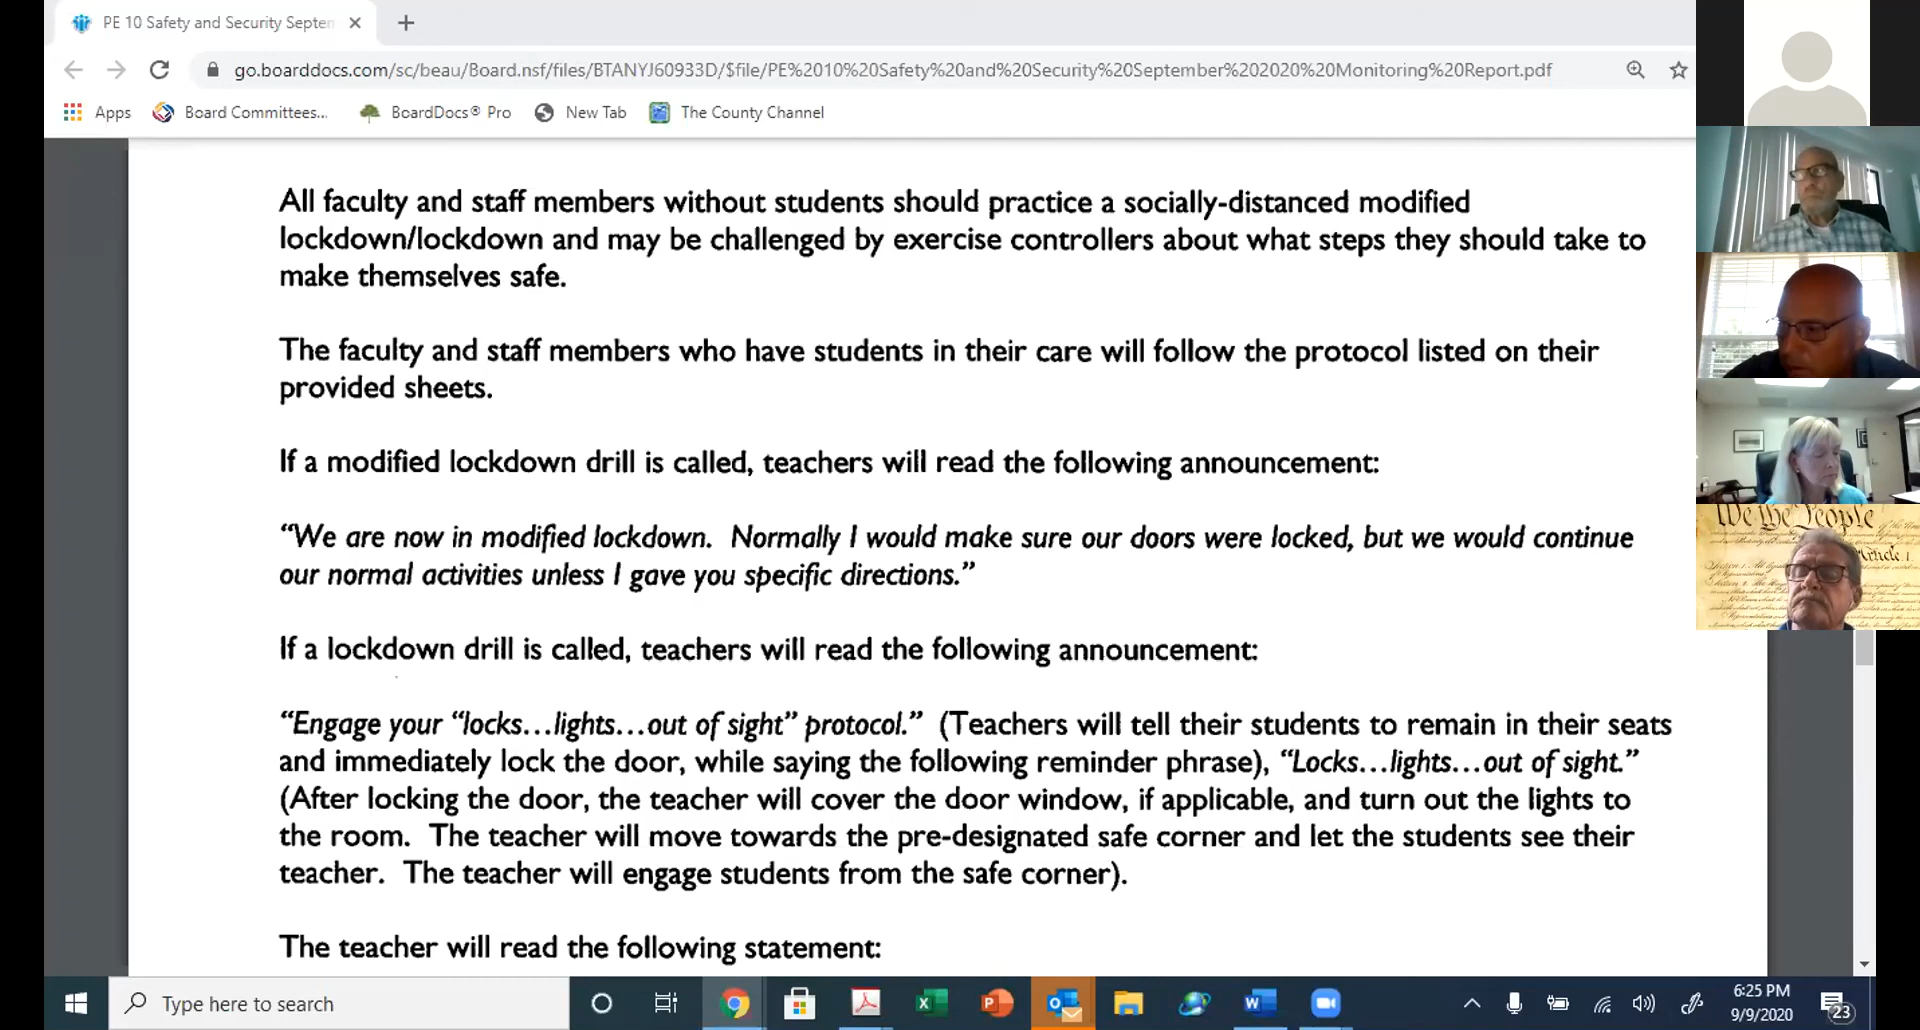 PE 10 Safety and Security Septem
go.boarddocs.com/sc/beau/Board.nsf/files/BTANYJ60933D/$file/PE%2010%20Safety%20and%20Security%20September%202020%20Monitoring%20Report.pdf
Apps Board Committees... BoardDocs® Pro New Tab The County Channel
All faculty and staff members without students should practice a socially-distanced modified
lockdown/lockdown and may be challenged by exercise controllers about what steps they should take to
make themselves safe.
The faculty and staff members who have students in their care will follow the protocol listed on their
provided sheets.
If a modified lockdown drill is called, teachers will read the following announcement:
“We are now in modified lockdown. Normally I would make sure our doors were locked, but we would continue
our normal activities unless I gave you specific directions.”
If a lockdown drill is called, teachers will read the following announcement:
“Engage your “locks…lights…out of sight” protocol.” (Teachers will tell their students to remain in their seats
and immediately lock the door, while saying the following reminder phrase), “Locks…lights…out of sight.”
(After locking the door, the teacher will cover the door window, if applicable, and turn out the lights to
the room. The teacher will move towards the pre-designated safe corner and let the students see their
teacher. The teacher will engage students from the safe corner).
The teacher will read the following statement:
We the People
Article 1
Type here to search
6:25 PM
9/9/2020
23